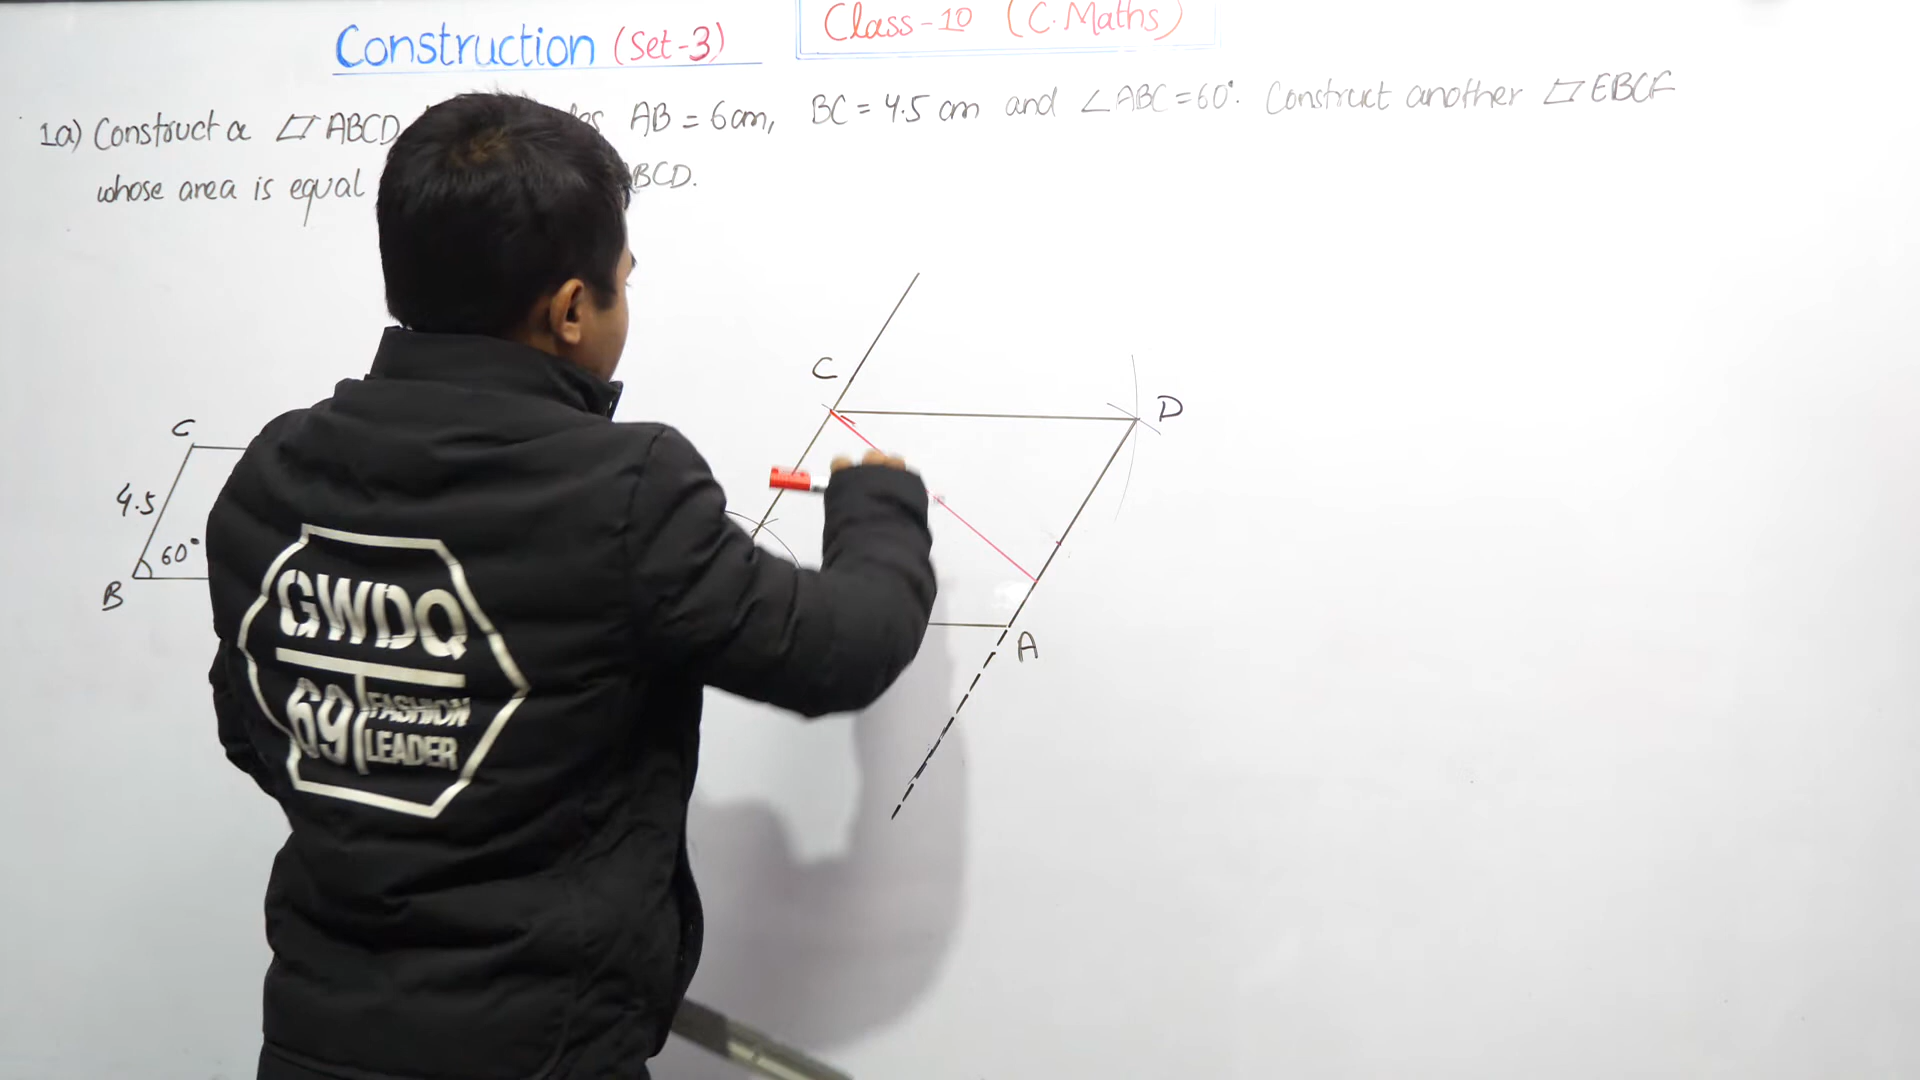 Construction (Set-3)
Class-10 (C.Maths)
1a) Construct a ▱ ABCD AB = 6cm, BC = 4.5 cm and ∠ABC = 60°. Construct another ▱ EBCF
whose area is equal BCD.
C
4.5
60°
B
C
D
A
GWDQ
69 FASHION
LEADER